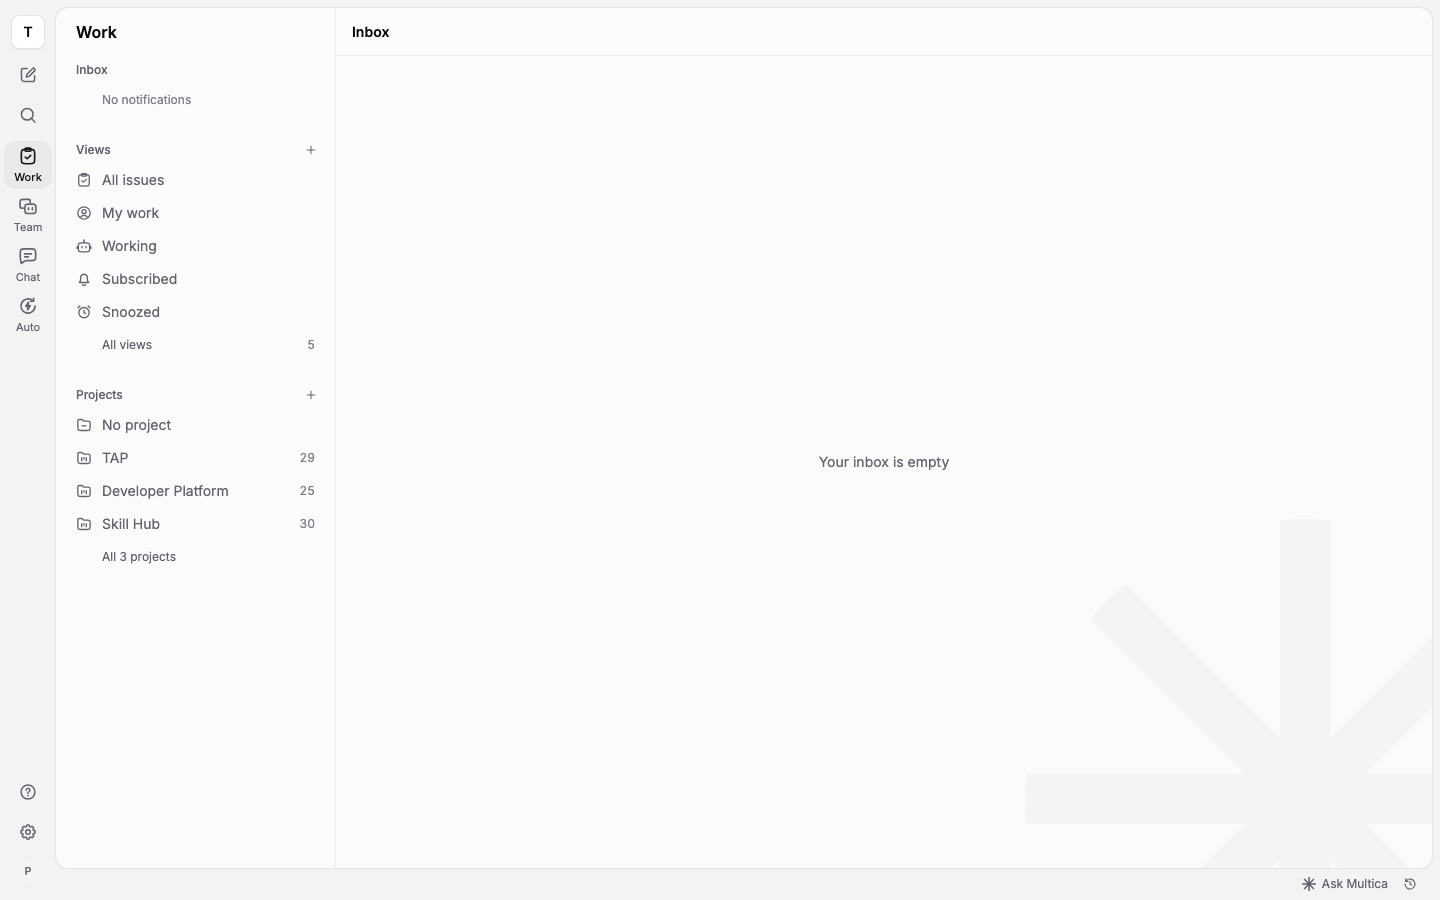 T
Work
Inbox
Inbox
No notifications
Views
All issues
Work
My work
Team
Working
Chat
Subscribed
Snoozed
Auto
All views 5
Projects
No project
TAP 29
Developer Platform 25
Skill Hub 30
All 3 projects
Your inbox is empty
P
Ask Multica